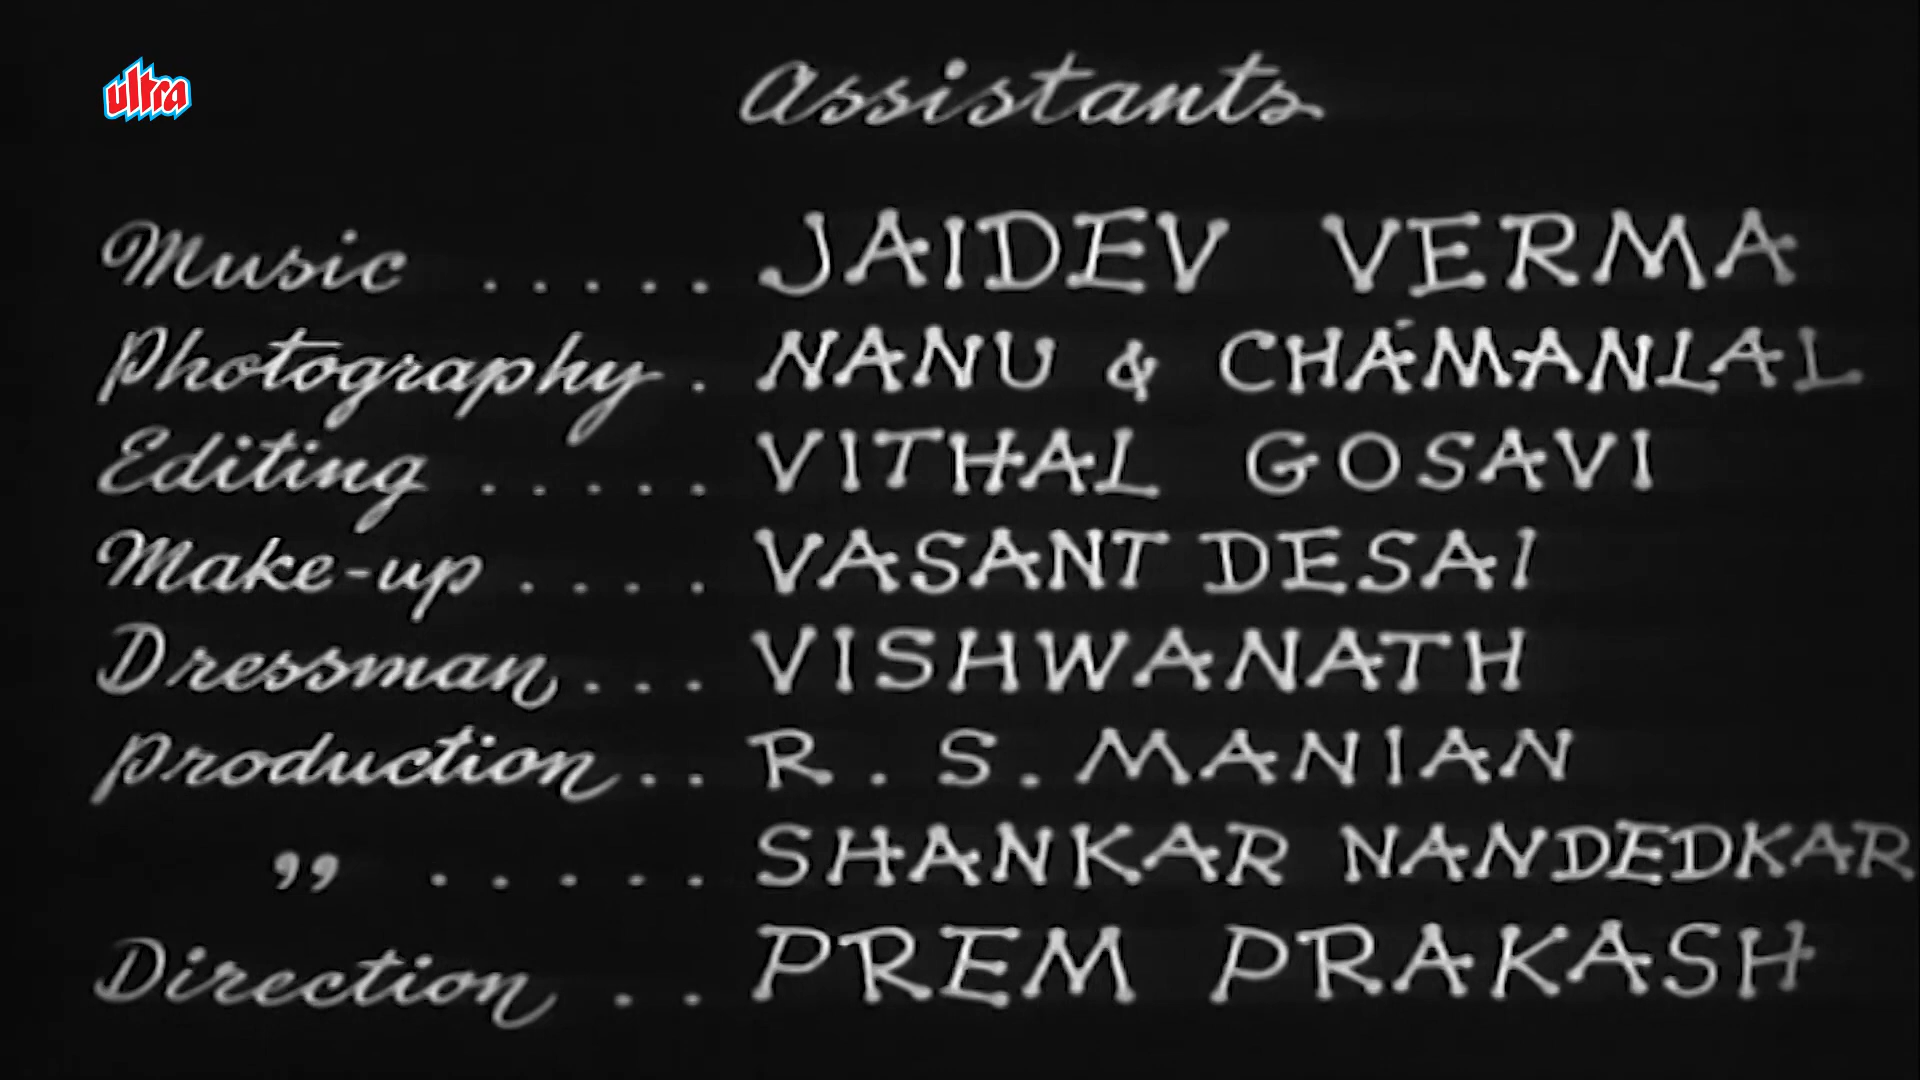 ultra
Assistants
Music ..... JAIDEV VERMA
Photography . NANU & CHAMANLAL
Editing ..... VITHAL GOSAVI
Make-up .... VASANT DESAI
Dressman... VISHWANATH
Production.. R. S. MANIAN
,, ..... SHANKAR NANDEDKAR
Direction .. PREM PRAKASH